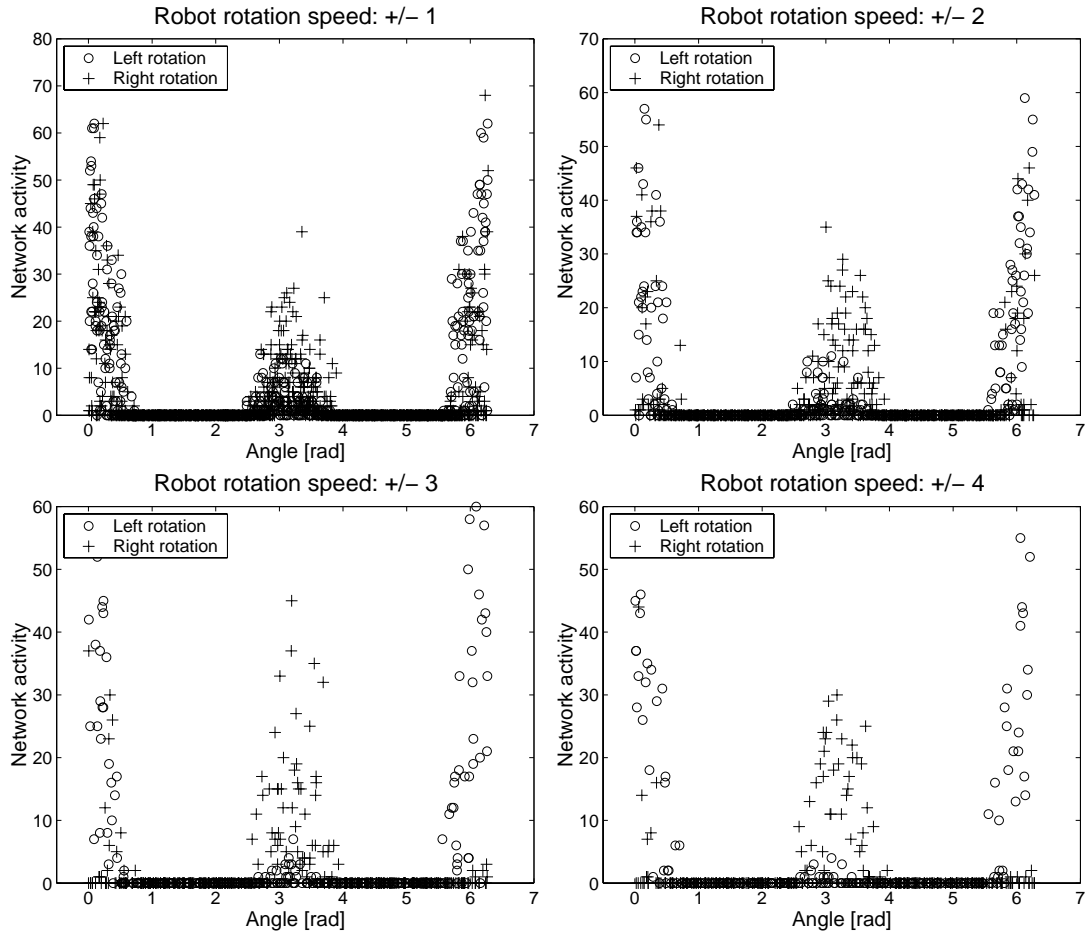 Robot rotation speed: +/− 1
80
70
60
50
40
30
20
10
0
Network activity
Left rotation
Right rotation
0 1 2 3 4 5 6 7
Angle [rad]
Robot rotation speed: +/− 2
70
60
50
40
30
20
10
0
Network activity
Left rotation
Right rotation
0 1 2 3 4 5 6 7
Angle [rad]
Robot rotation speed: +/− 3
60
50
40
30
20
10
0
Network activity
Left rotation
Right rotation
0 1 2 3 4 5 6 7
Angle [rad]
Robot rotation speed: +/− 4
60
50
40
30
20
10
0
Network activity
Left rotation
Right rotation
0 1 2 3 4 5 6 7
Angle [rad]